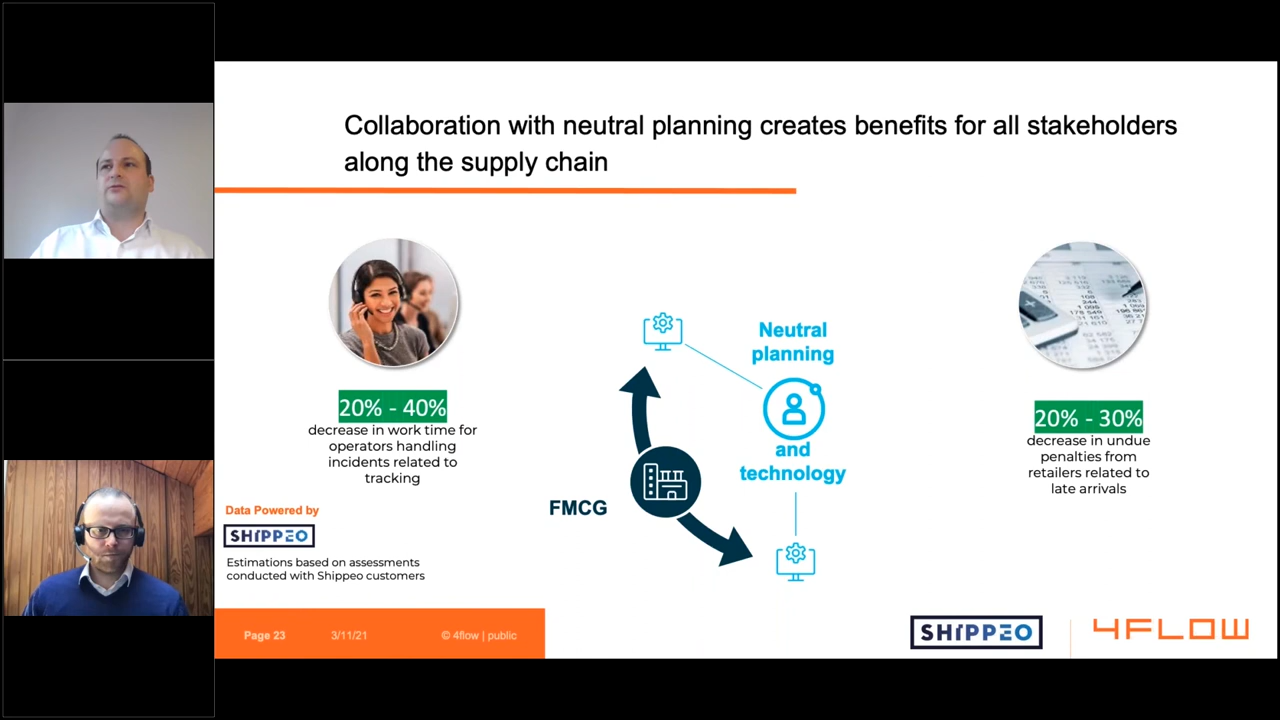 Collaboration with neutral planning creates benefits for all stakeholders
along the supply chain
20% - 40%
decrease in work time for
operators handling
incidents related to
tracking
Data Powered by
SHIPPEO
Estimations based on assessments
conducted with Shippeo customers
Neutral
planning
and
technology
FMCG
20% - 30%
decrease in undue
penalties from
retailers related to
late arrivals
Page 23
3/11/21
© 4flow | public
SHIPPEO
4FLOW